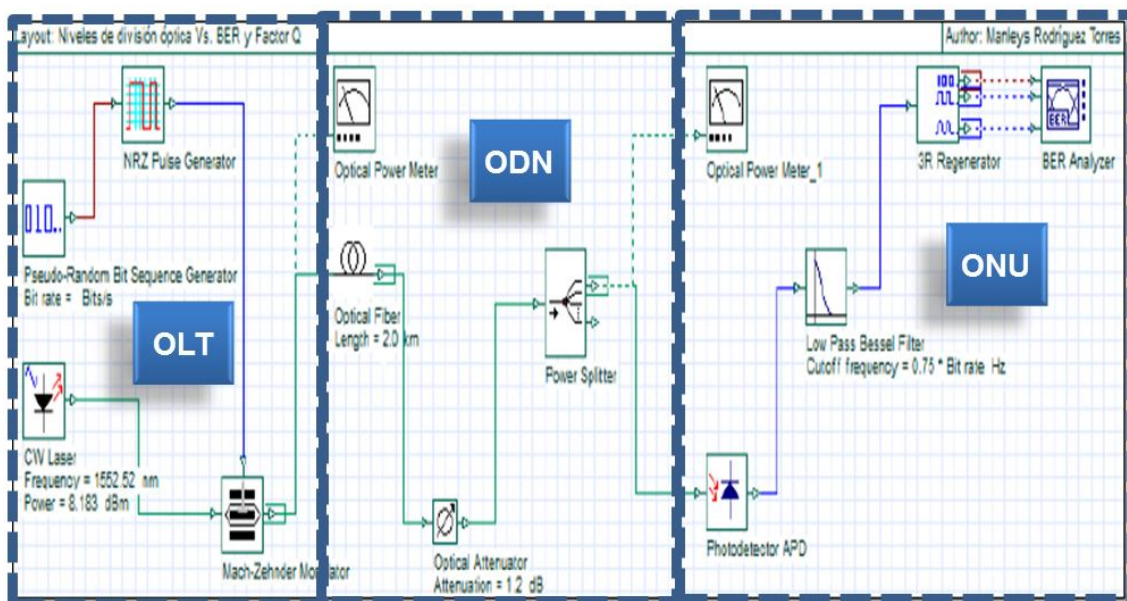 Layout: Niveles de división óptica Vs. BER y Factor Q
Author: Manleys Rodríguez Torres
NRZ Pulse Generator
010..
Pseudo-Random Bit Sequence Generator
Bit rate = Bits/s
OLT
CW Laser
Frequency = 1552.52 nm
Power = 8.183 dBm
Mach-Zehnder Modulator
Optical Power Meter
ODN
Optical Fiber
Length = 2.0 km
Power Splitter
Optical Attenuator
Attenuation = 1.2 dB
Optical Power Meter_1
3R Regenerator
BER
BER Analyzer
ONU
Low Pass Bessel Filter
Cutoff frequency = 0.75 * Bit rate Hz
Photodetector APD